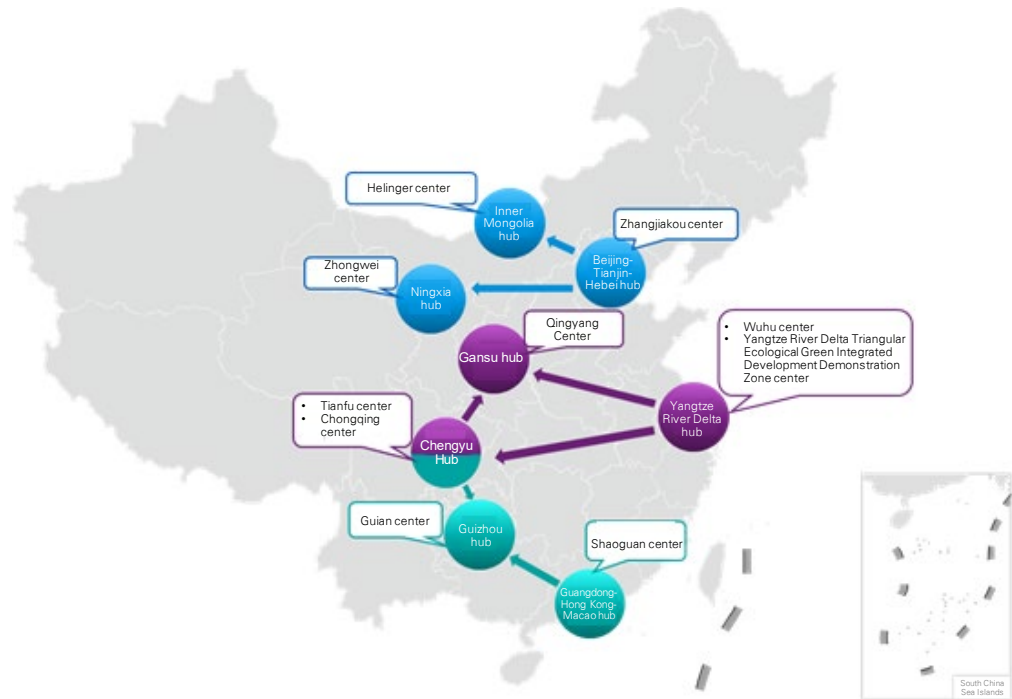 Helinger center
Inner
Mongolia
hub
Zhangjiakou center
Beijing-
Tianjin-
Hebei hub
Zhongwei
center
Ningxia
hub
Qingyang
Center
Gansu hub
• Wuhu center
• Yangtze River Delta Triangular
Ecological Green Integrated
Development Demonstration
Zone center
Yangtze
River Delta
hub
• Tianfu center
• Chongqing
center
Chengyu
Hub
Guian center
Guizhou
hub
Shaoguan center
Guangdong-
Hong Kong-
Macao hub
South China
Sea Islands